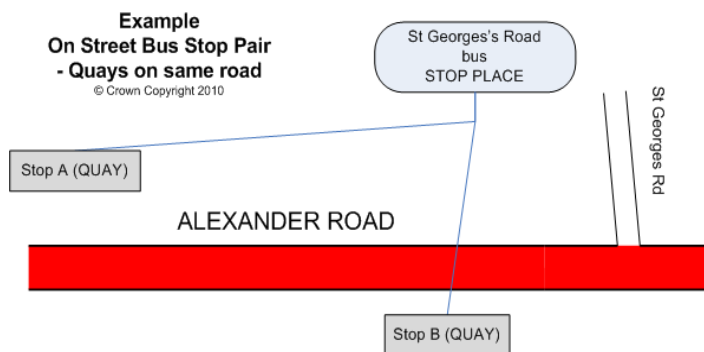 Example
On Street Bus Stop Pair
- Quays on same road
© Crown Copyright 2010
St Georges's Road
bus
STOP PLACE
St Georges Rd
Stop A (QUAY)
ALEXANDER ROAD
Stop B (QUAY)